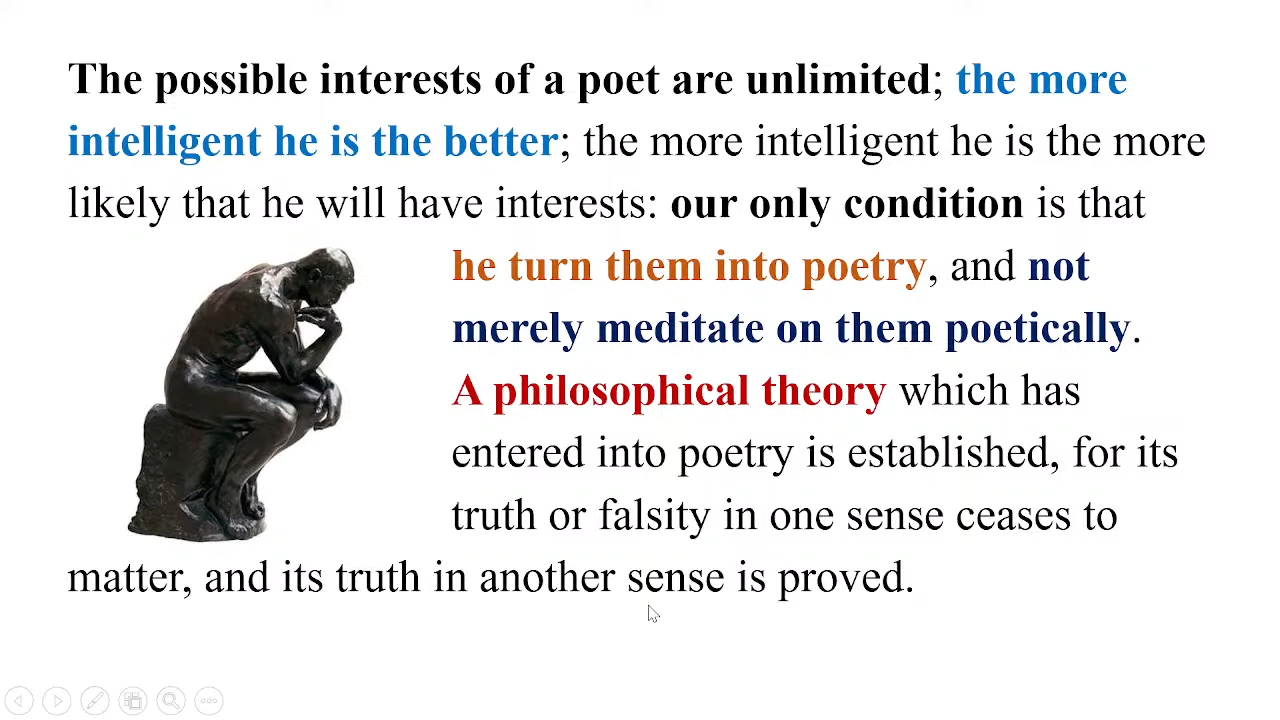 The possible interests of a poet are unlimited; the more
intelligent he is the better; the more intelligent he is the more
likely that he will have interests: our only condition is that
he turn them into poetry, and not
merely meditate on them poetically.
A philosophical theory which has
entered into poetry is established, for its
truth or falsity in one sense ceases to
matter, and its truth in another sense is proved.